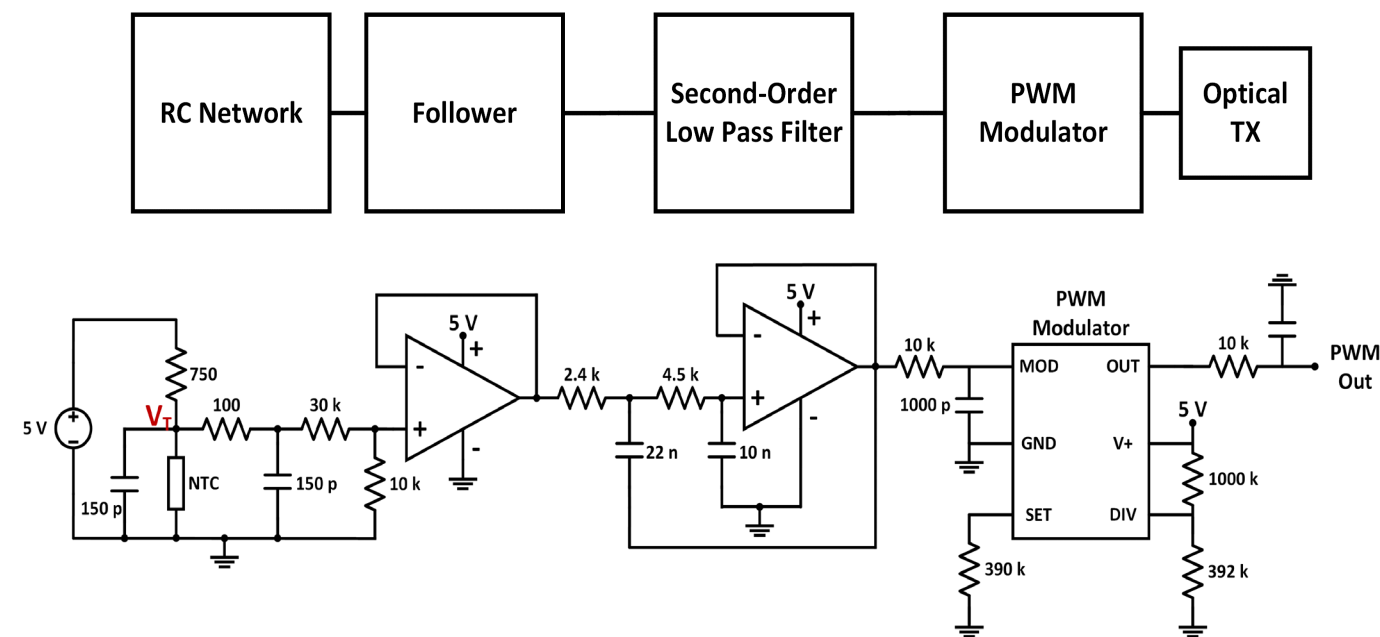 RC Network
Follower
Second-Order
Low Pass Filter
PWM
Modulator
Optical
TX
5 V
+
-
750
V_T
150 p
NTC
100
150 p
30 k
10 k
5 V
+
-
+
-
2.4 k
22 n
4.5 k
10 n
5 V
+
-
+
-
10 k
1000 p
PWM
Modulator
MOD
OUT
GND
V+
SET
DIV
390 k
10 k
PWM
Out
5 V
1000 k
392 k